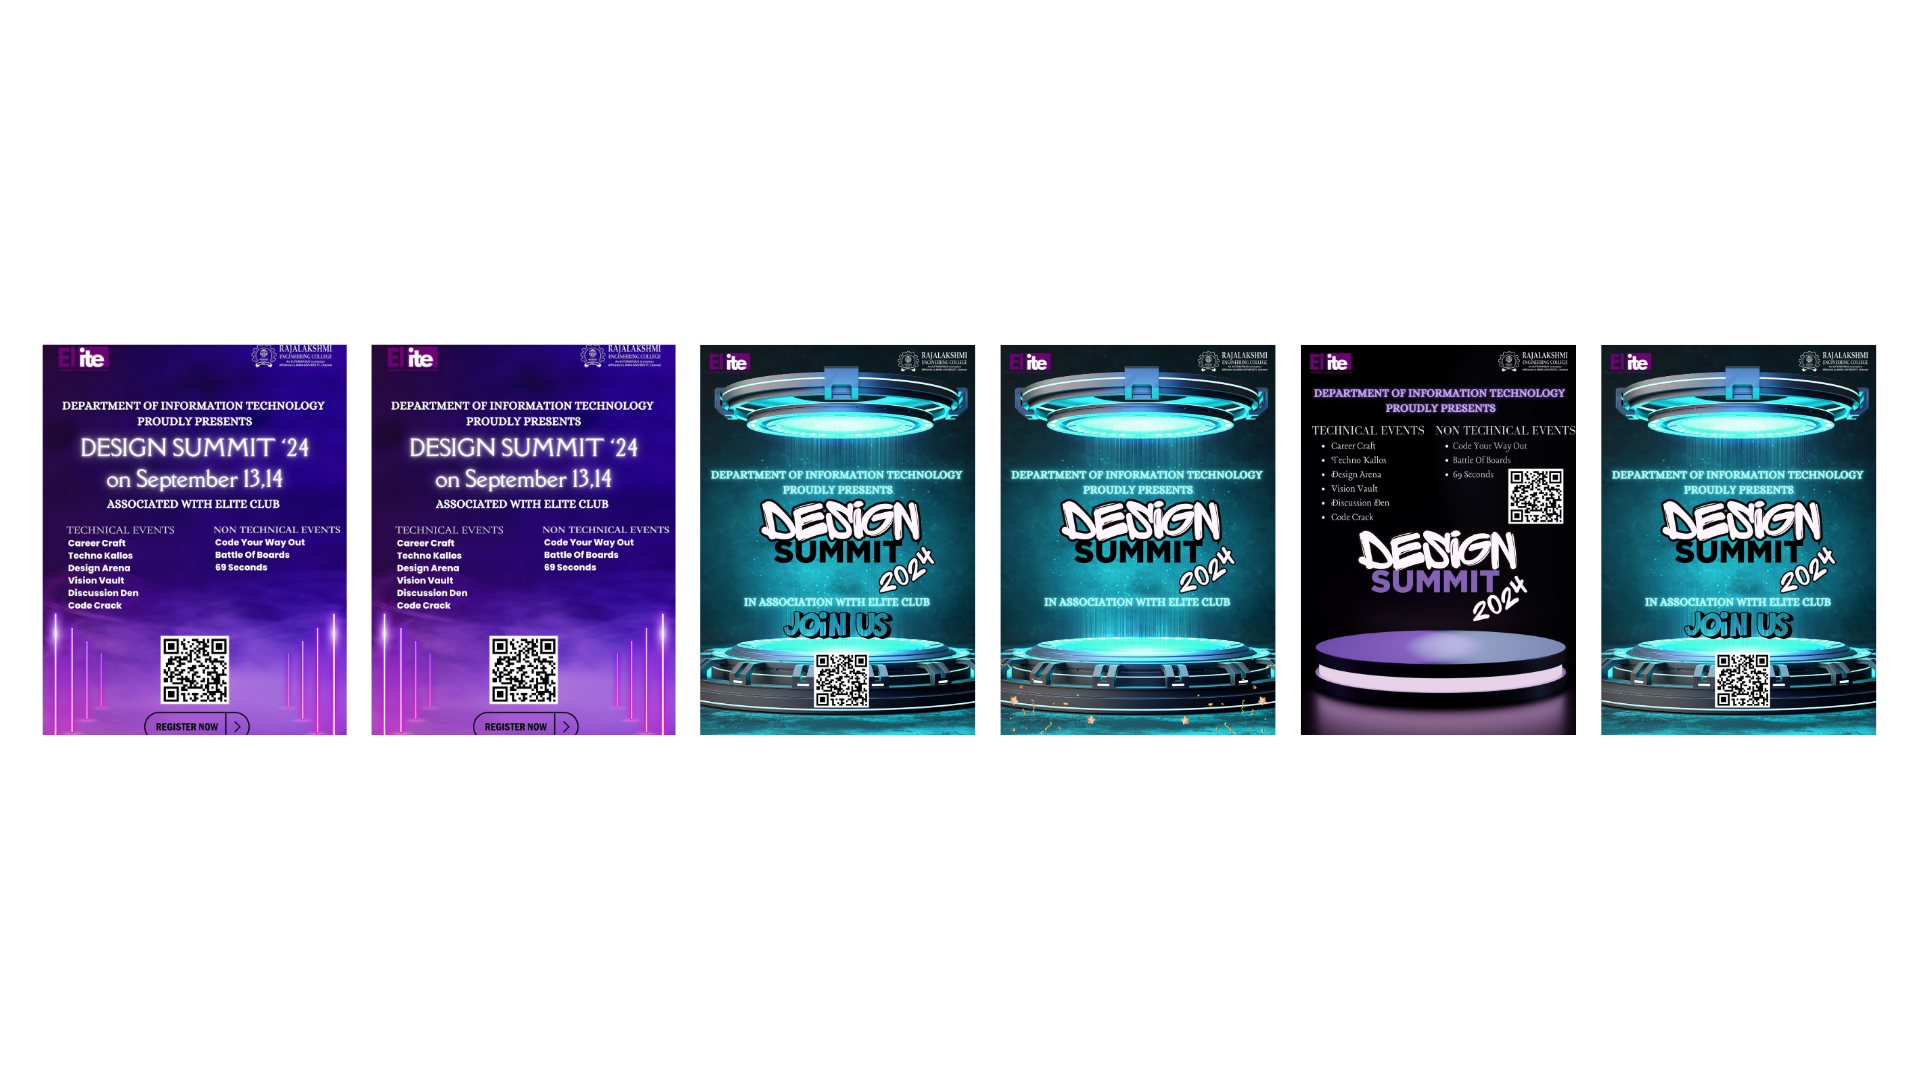 Elite
RAJALAKSHMI
ENGINEERING COLLEGE
DEPARTMENT OF INFORMATION TECHNOLOGY
PROUDLY PRESENTS
DESIGN SUMMIT ‘24
on September 13,14
ASSOCIATED WITH ELITE CLUB
TECHNICAL EVENTS
Career Craft
Techno Kallos
Design Arena
Vision Vault
Discussion Den
Code Crack
NON TECHNICAL EVENTS
Code Your Way Out
Battle Of Boards
69 Seconds
REGISTER NOW
Elite
RAJALAKSHMI
ENGINEERING COLLEGE
DEPARTMENT OF INFORMATION TECHNOLOGY
PROUDLY PRESENTS
DESIGN SUMMIT ‘24
on September 13,14
ASSOCIATED WITH ELITE CLUB
TECHNICAL EVENTS
Career Craft
Techno Kallos
Design Arena
Vision Vault
Discussion Den
Code Crack
NON TECHNICAL EVENTS
Code Your Way Out
Battle Of Boards
69 Seconds
REGISTER NOW
Elite
RAJALAKSHMI
ENGINEERING COLLEGE
DEPARTMENT OF INFORMATION TECHNOLOGY
PROUDLY PRESENTS
DESIGN
SUMMIT
2024
IN ASSOCIATION WITH ELITE CLUB
JOIN US
Elite
RAJALAKSHMI
ENGINEERING COLLEGE
DEPARTMENT OF INFORMATION TECHNOLOGY
PROUDLY PRESENTS
DESIGN
SUMMIT
2024
IN ASSOCIATION WITH ELITE CLUB
Elite
RAJALAKSHMI
ENGINEERING COLLEGE
DEPARTMENT OF INFORMATION TECHNOLOGY
PROUDLY PRESENTS
TECHNICAL EVENTS
Career Craft
Techno Kallos
Design Arena
Vision Vault
Discussion Den
Code Crack
NON TECHNICAL EVENTS
Code Your Way Out
Battle Of Boards
69 Seconds
DESIGN
SUMMIT
2024
Elite
RAJALAKSHMI
ENGINEERING COLLEGE
DEPARTMENT OF INFORMATION TECHNOLOGY
PROUDLY PRESENTS
DESIGN
SUMMIT
2024
IN ASSOCIATION WITH ELITE CLUB
JOIN US